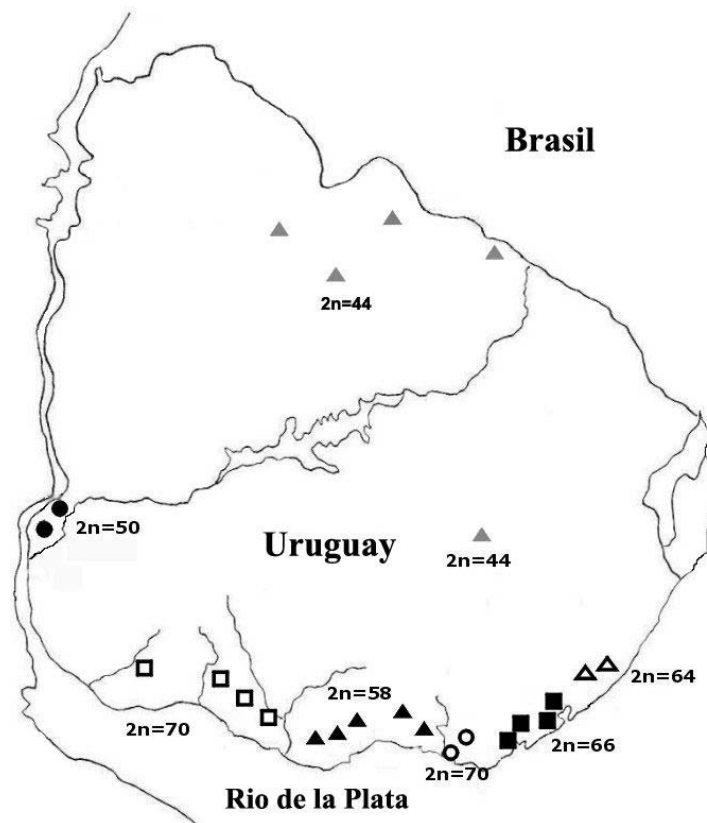 Brasil
2n=44
2n=50
Uruguay
2n=44
2n=64
2n=58
2n=70
2n=66
2n=70
Rio de la Plata